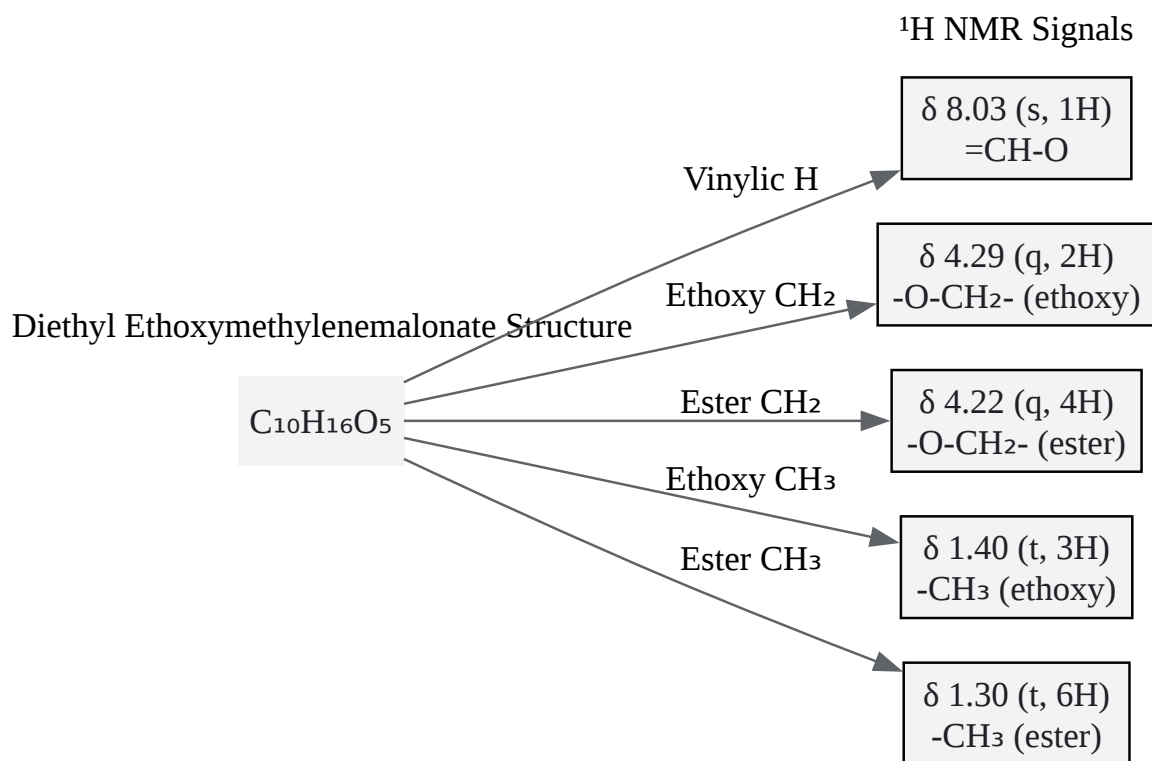 ¹H NMR Signals
δ 8.03 (s, 1H)
=CH-O
Vinylic H
δ 4.29 (q, 2H)
-O-CH₂- (ethoxy)
Ethoxy CH₂
Diethyl Ethoxymethylenemalonate Structure
C₁₀H₁₆O₅
Ester CH₂
δ 4.22 (q, 4H)
-O-CH₂- (ester)
Ethoxy CH₃
δ 1.40 (t, 3H)
-CH₃ (ethoxy)
Ester CH₃
δ 1.30 (t, 6H)
-CH₃ (ester)